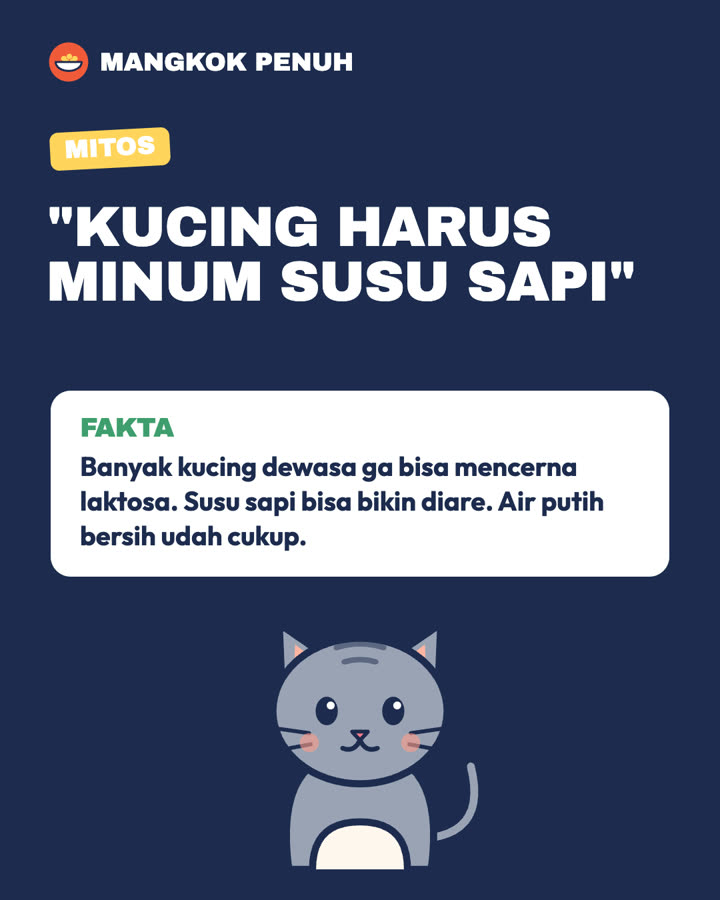 MANGKOK PENUH
MITOS
"KUCING HARUS
MINUM SUSU SAPI"
FAKTA
Banyak kucing dewasa ga bisa mencerna
laktosa. Susu sapi bisa bikin diare. Air putih
bersih udah cukup.